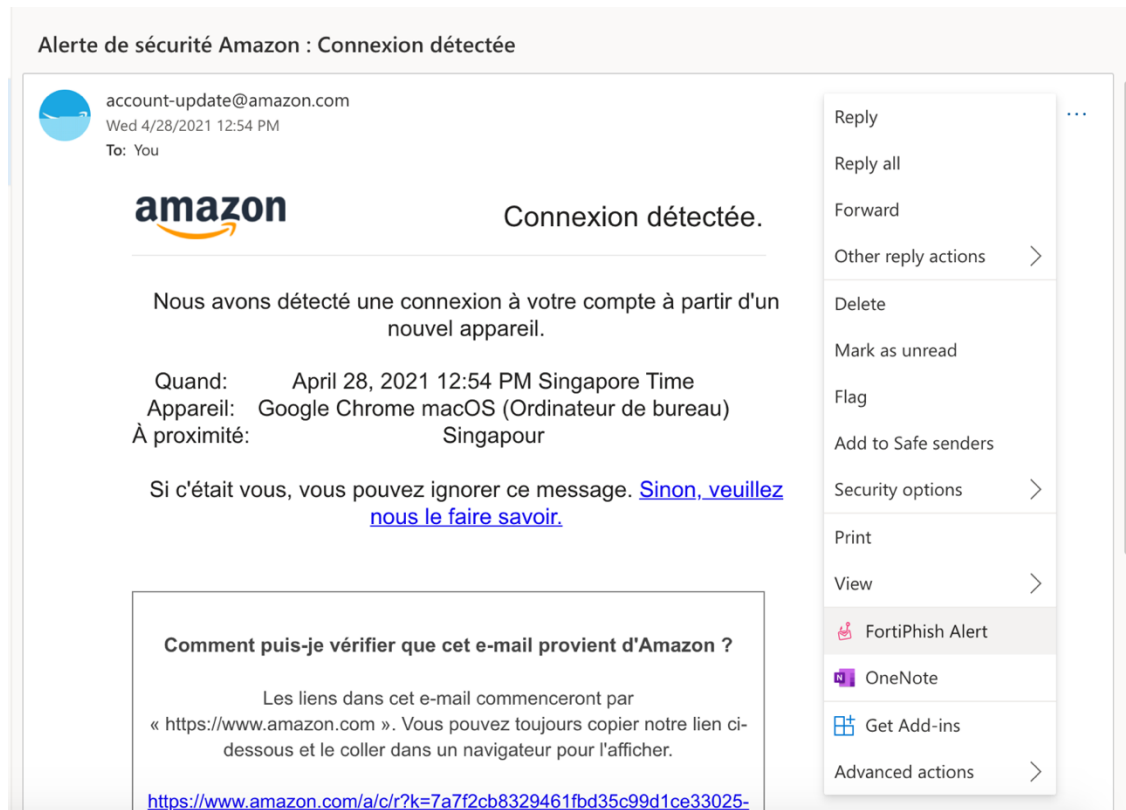 Alerte de sécurité Amazon : Connexion détectée
account-update@amazon.com
Wed 4/28/2021 12:54 PM
To: You
amazon
Connexion détectée.
Nous avons détecté une connexion à votre compte à partir d'un
nouvel appareil.
Quand: April 28, 2021 12:54 PM Singapore Time
Appareil: Google Chrome macOS (Ordinateur de bureau)
À proximité: Singapour
Si c'était vous, vous pouvez ignorer ce message. Sinon, veuillez
nous le faire savoir.
Comment puis-je vérifier que cet e-mail provient d'Amazon ?
Les liens dans cet e-mail commenceront par
« https://www.amazon.com ». Vous pouvez toujours copier notre lien ci-
dessous et le coller dans un navigateur pour l'afficher.
https://www.amazon.com/a/c/r?k=7a7f2cb8329461fbd35c99d1ce33025-
Reply
Reply all
Forward
Other reply actions
Delete
Mark as unread
Flag
Add to Safe senders
Security options
Print
View
FortiPhish Alert
N
OneNote
Get Add-ins
Advanced actions